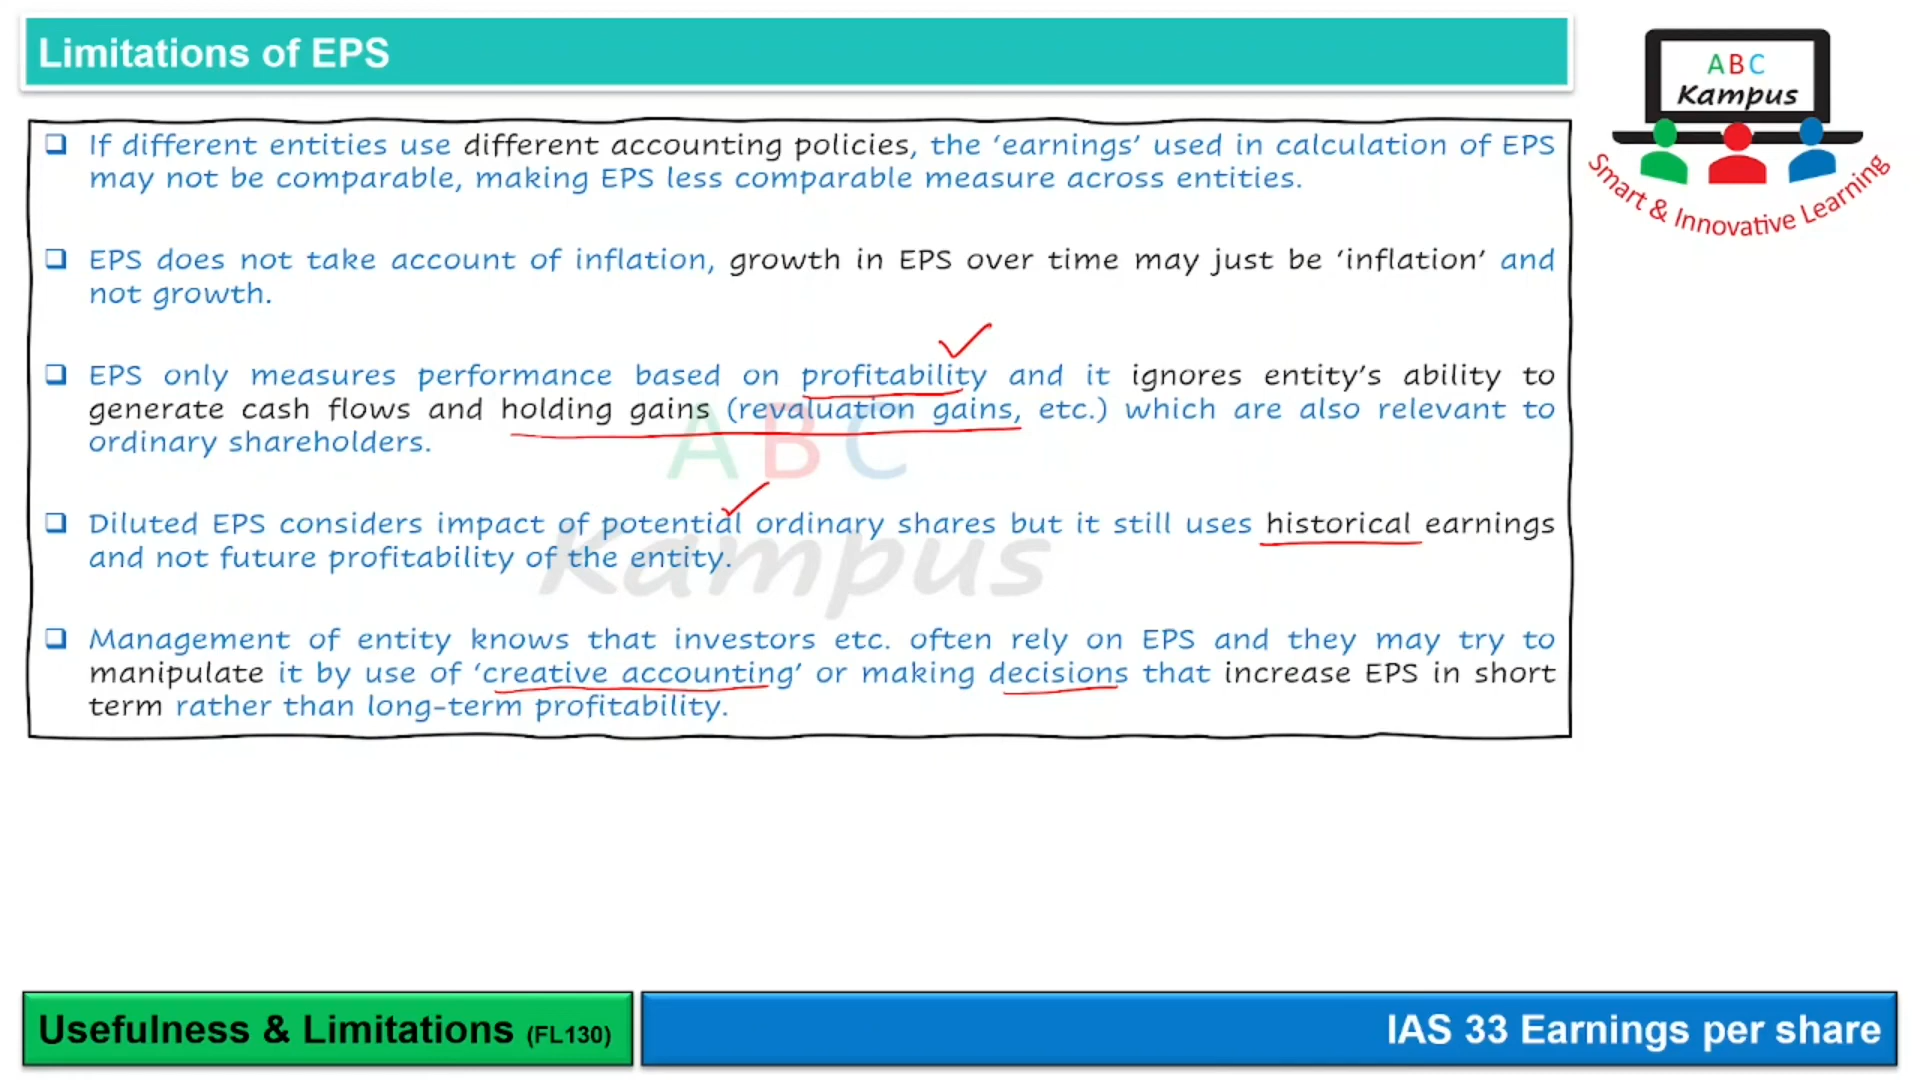 Limitations of EPS
ABC
Kampus
Smart & Innovative Learning
If different entities use different accounting policies, the ‘earnings’ used in calculation of EPS
may not be comparable, making EPS less comparable measure across entities.
EPS does not take account of inflation, growth in EPS over time may just be ‘inflation’ and
not growth.
EPS only measures performance based on profitability and it ignores entity’s ability to
generate cash flows and holding gains (revaluation gains, etc.) which are also relevant to
ordinary shareholders.
Diluted EPS considers impact of potential ordinary shares but it still uses historical earnings
and not future profitability of the entity.
Management of entity knows that investors etc. often rely on EPS and they may try to
manipulate it by use of ‘creative accounting’ or making decisions that increase EPS in short
term rather than long-term profitability.
ABC
Kampus
Usefulness & Limitations (FL130)
IAS 33 Earnings per share